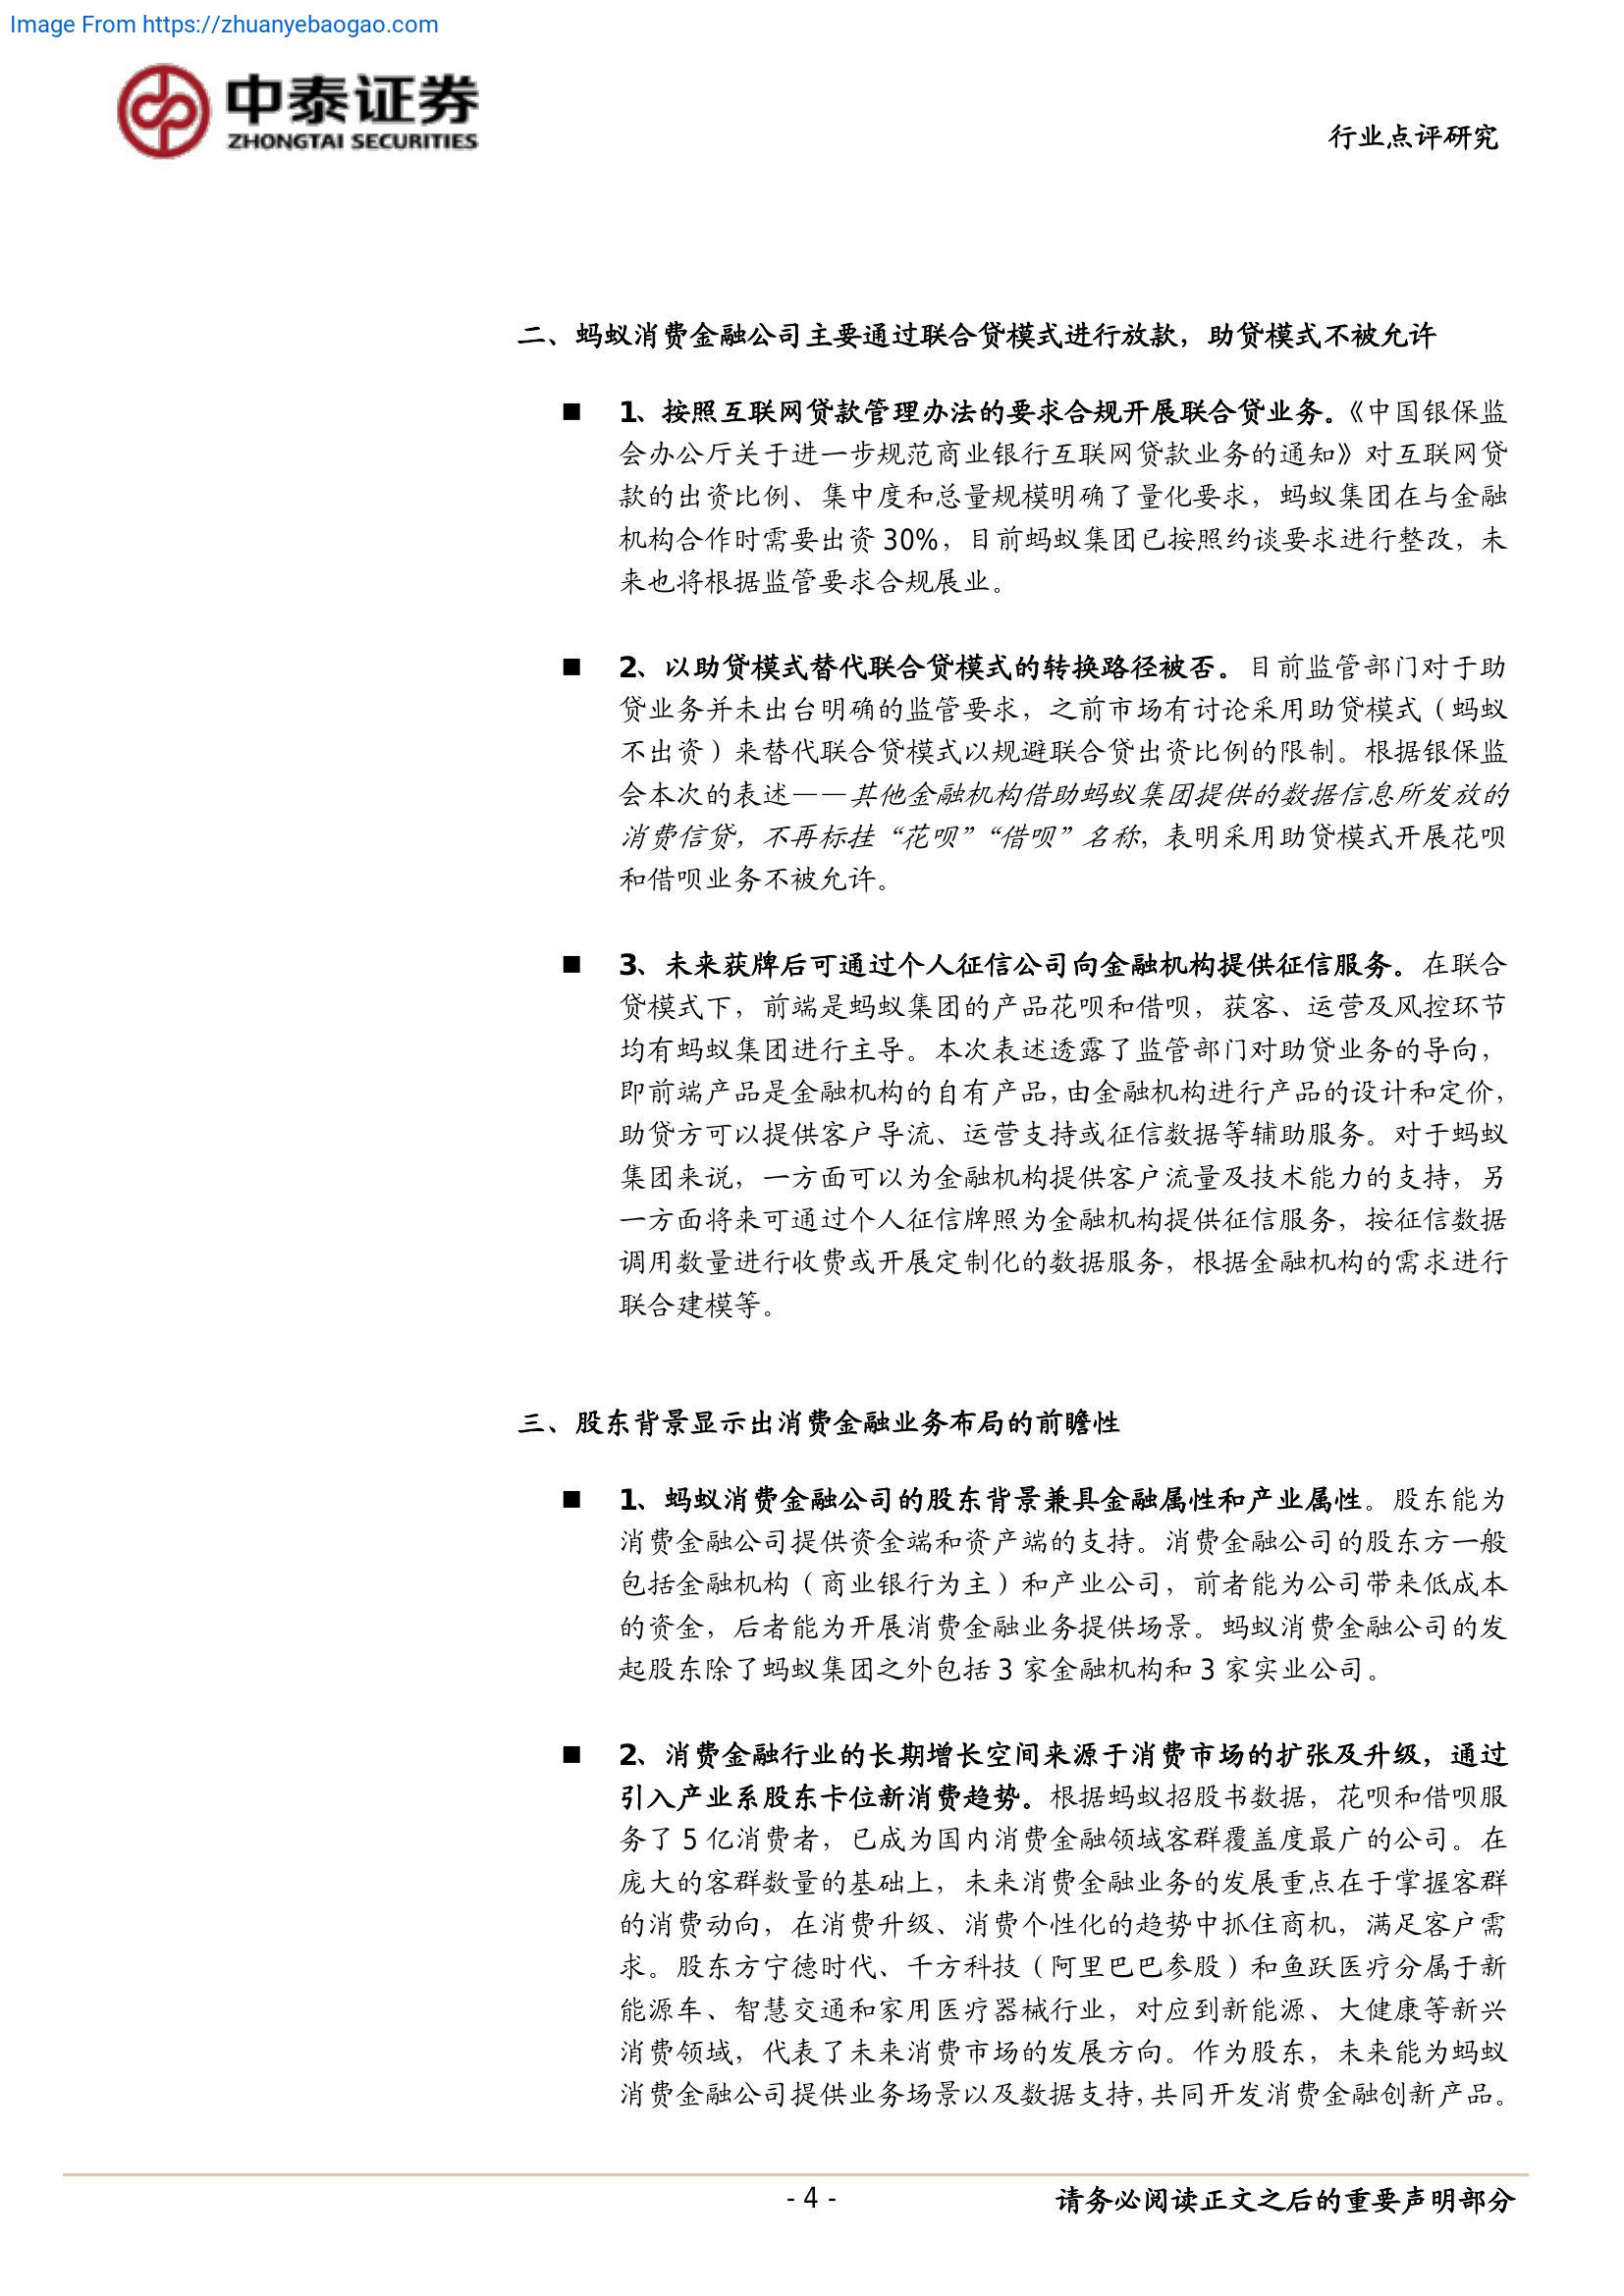 Image From https://zhuanyebaogao.com
中泰证券
ZHONGTAI SECURITIES
行业点评研究
二、蚂蚁消费金融公司主要通过联合贷模式进行放款，助贷模式不被允许
■ 1、按照互联网贷款管理办法的要求合规开展联合贷业务。《中国银保监
会办公厅关于进一步规范商业银行互联网贷款业务的通知》对互联网贷
款的出资比例、集中度和总量规模明确了量化要求，蚂蚁集团在与金融
机构合作时需要出资 30%，目前蚂蚁集团已按照约谈要求进行整改，未
来也将根据监管要求合规展业。
■ 2、以助贷模式替代联合贷模式的转换路径被否。目前监管部门对于助
贷业务并未出台明确的监管要求，之前市场有讨论采用助贷模式（蚂蚁
不出资）来替代联合贷模式以规避联合贷出资比例的限制。根据银保监
会本次的表述——其他金融机构借助蚂蚁集团提供的数据信息所发放的
消费信贷，不再标挂“花呗”“借呗”名称，表明采用助贷模式开展花呗
和借呗业务不被允许。
■ 3、未来获牌后可通过个人征信公司向金融机构提供征信服务。在联合
贷模式下，前端是蚂蚁集团的产品花呗和借呗，获客、运营及风控环节
均有蚂蚁集团进行主导。本次表述透露了监管部门对助贷业务的导向，
即前端产品是金融机构的自有产品，由金融机构进行产品的设计和定价，
助贷方可以提供客户导流、运营支持或征信数据等辅助服务。对于蚂蚁
集团来说，一方面可以为金融机构提供客户流量及技术能力的支持，另
一方面将来可通过个人征信牌照为金融机构提供征信服务，按征信数据
调用数量进行收费或开展定制化的数据服务，根据金融机构的需求进行
联合建模等。
三、股东背景显示出消费金融业务布局的前瞻性
■ 1、蚂蚁消费金融公司的股东背景兼具金融属性和产业属性。股东能为
消费金融公司提供资金端和资产端的支持。消费金融公司的股东方一般
包括金融机构（商业银行为主）和产业公司，前者能为公司带来低成本
的资金，后者能为开展消费金融业务提供场景。蚂蚁消费金融公司的发
起股东除了蚂蚁集团之外包括 3 家金融机构和 3 家实业公司。
■ 2、消费金融行业的长期增长空间来源于消费市场的扩张及升级，通过
引入产业系股东卡位新消费趋势。根据蚂蚁招股书数据，花呗和借呗服
务了 5 亿消费者，已成为国内消费金融领域客群覆盖度最广的公司。在
庞大的客群数量的基础上，未来消费金融业务的发展重点在于掌握客群
的消费动向，在消费升级、消费个性化的趋势中抓住商机，满足客户需
求。股东方宁德时代、千方科技（阿里巴巴参股）和鱼跃医疗分属于新
能源车、智慧交通和家用医疗器械行业，对应到新能源、大健康等新兴
消费领域，代表了未来消费市场的发展方向。作为股东，未来能为蚂蚁
消费金融公司提供业务场景以及数据支持，共同开发消费金融创新产品。
- 4 -
请务必阅读正文之后的重要声明部分